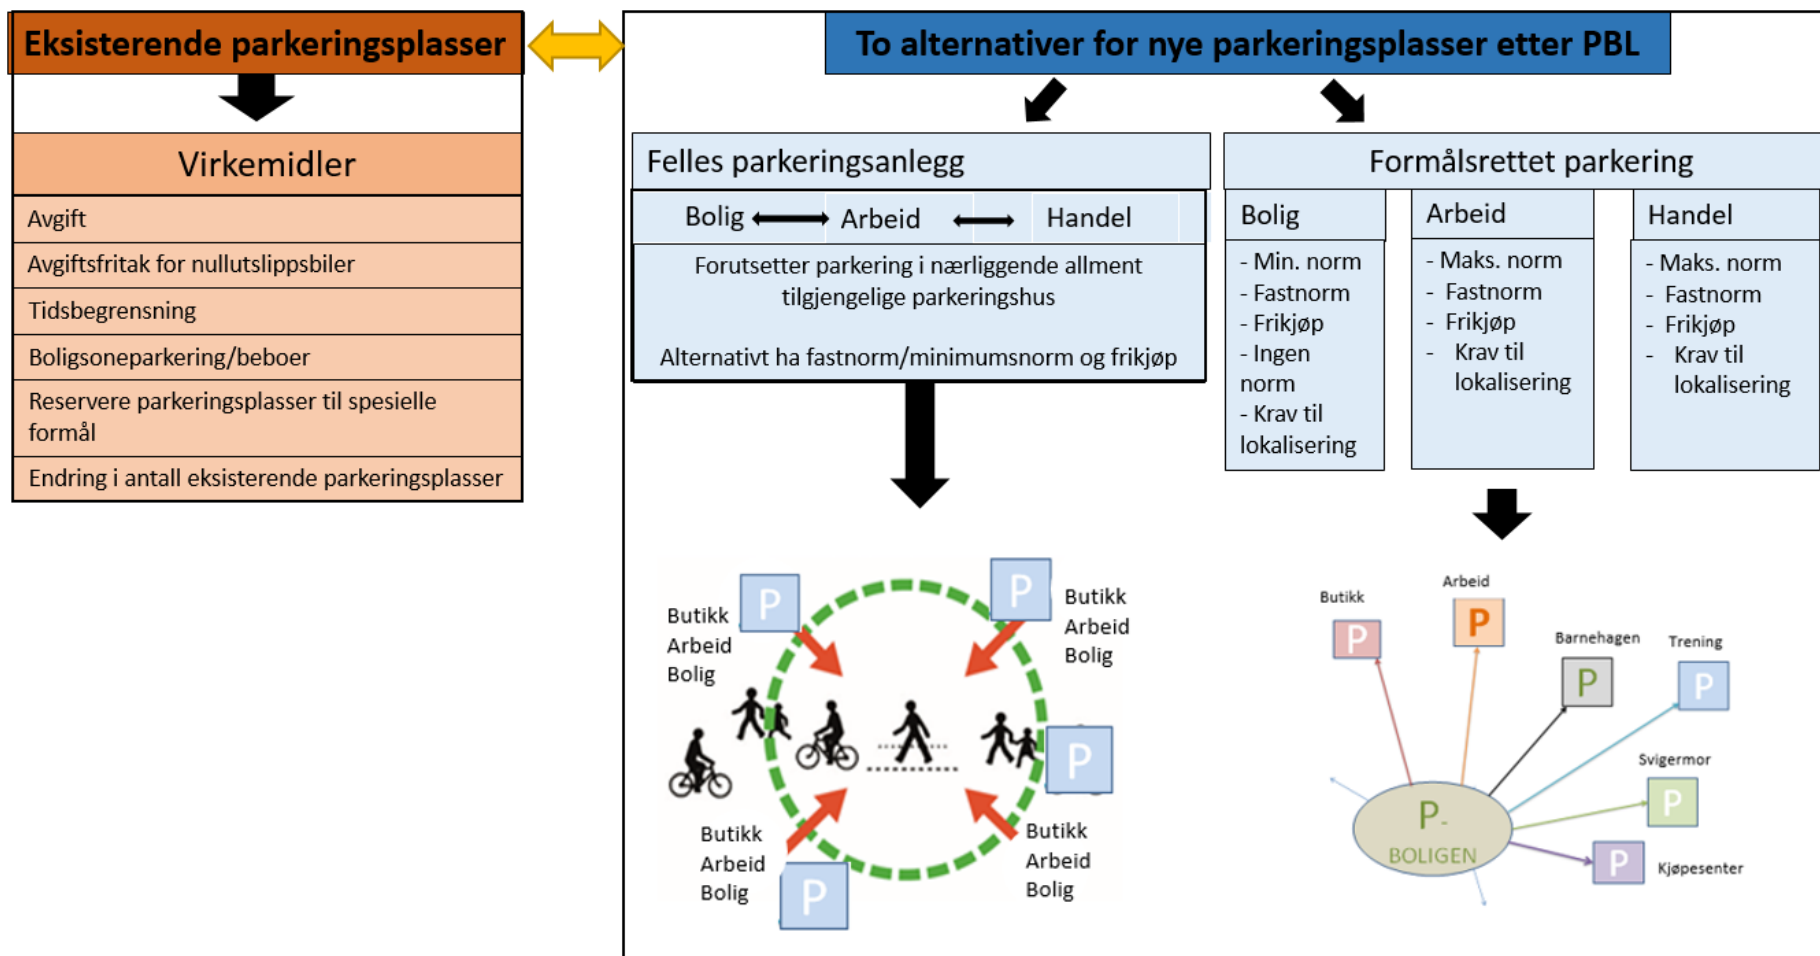 Eksisterende parkeringsplasser
Virkemidler
Avgift
Avgiftsfritak for nullutslippsbiler
Tidsbegrensning
Boligsoneparkering/beboer
Reservere parkeringsplasser til spesielle
formål
Endring i antall eksisterende parkeringsplasser
To alternativer for nye parkeringsplasser etter PBL
Felles parkeringsanlegg
Bolig
Arbeid
Handel
Forutsetter parkering i nærliggende allment
tilgjengelige parkeringshus
Alternativt ha fastnorm/minimumsnorm og frikjøp
Formålsrettet parkering
Bolig
- Min. norm
- Fastnorm
- Frikjøp
- Ingen
norm
- Krav til
lokalisering
Arbeid
- Maks. norm
- Fastnorm
- Frikjøp
- Krav til
lokalisering
Handel
- Maks. norm
- Fastnorm
- Frikjøp
- Krav til
lokalisering
P
Butikk
Arbeid
Bolig
P
Butikk
Arbeid
Bolig
P
Butikk
Arbeid
Bolig
P
Butikk
Arbeid
Bolig
P
Butikk
P
Arbeid
P
Barnehagen
P
Trening
P
Svigermor
P
Kjøpesenter
P
P-
BOLIGEN